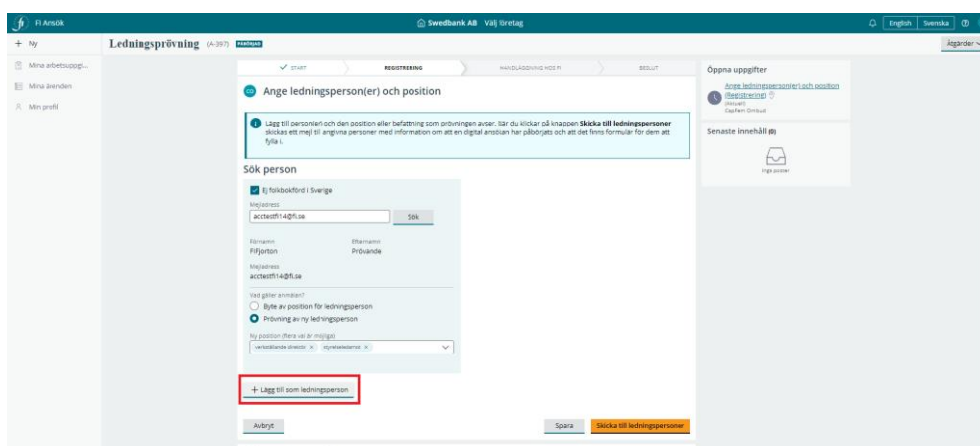 FI Ansök
Swedbank AB Välj företag
English Svenska
Ny
Ledningsprövning (A-397) PÅBÖRJAD
Åtgärder
Mina arbetsuppgi...
Mina ärenden
Min profil
START
REGISTRERING
HANDLÄGGNING HOS FI
BESLUT
Ange ledningsperson(er) och position
Lägg till person/er och den position eller befattning som prövningen avser. När du klickar på knappen Skicka till ledningspersoner
skickas ett mejl till angivna personer med information om att en digital ansökan har påbörjats och att det finns formulär för dem att
fylla i.
Sök person
Ej folkbokförd i Sverige
Mejladress
acctestfi14@fi.se
Sök
Förnamn Efternamn
FiFjorton Prövande
Mejladress
acctestfi14@fi.se
Vad gäller anmälan?
Byte av position för ledningsperson
Prövning av ny ledningsperson
Ny position (flera val är möjliga)
verkställande direktör x styrelseledamot x
+ Lägg till som ledningsperson
Avbryt
Spara
Skicka till ledningspersoner
Öppna uppgifter
Ange ledningsperson(er) och position
(Registrering)
(Aktuell)
CapFem Ombud
Senaste innehåll (0)
Inga poster